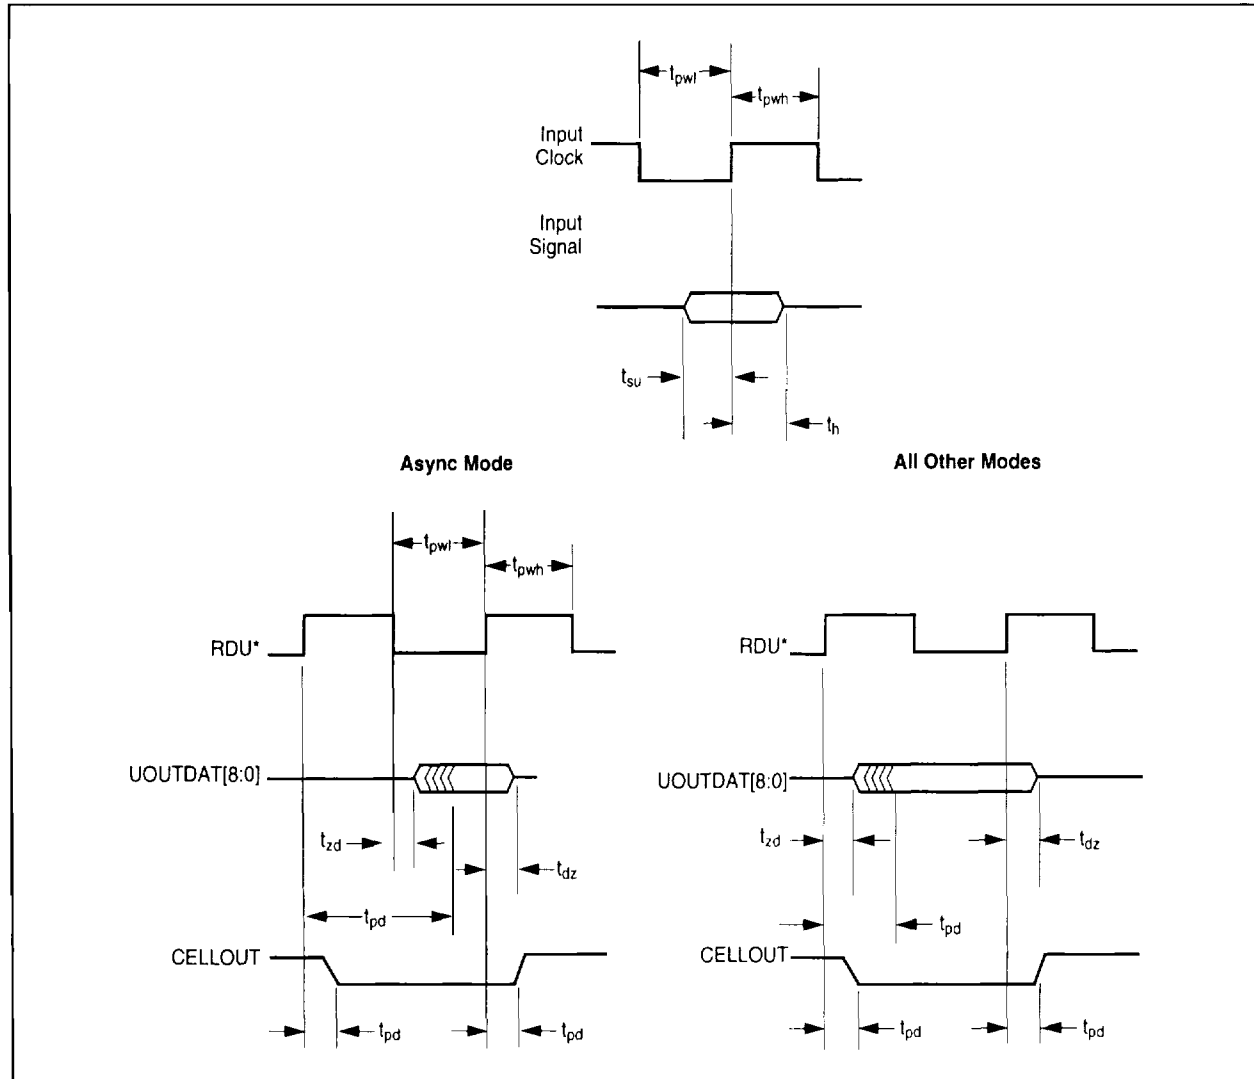 tpwl
tpwh
Input
Clock
Input
Signal
tsu
th
Async Mode
All Other Modes
tpwl
tpwh
RDU*
RDU*
UOUTDAT[8:0]
UOUTDAT[8:0]
tzd
tdz
tzd
tdz
tpd
tpd
CELLOUT
CELLOUT
tpd
tpd
tpd
tpd